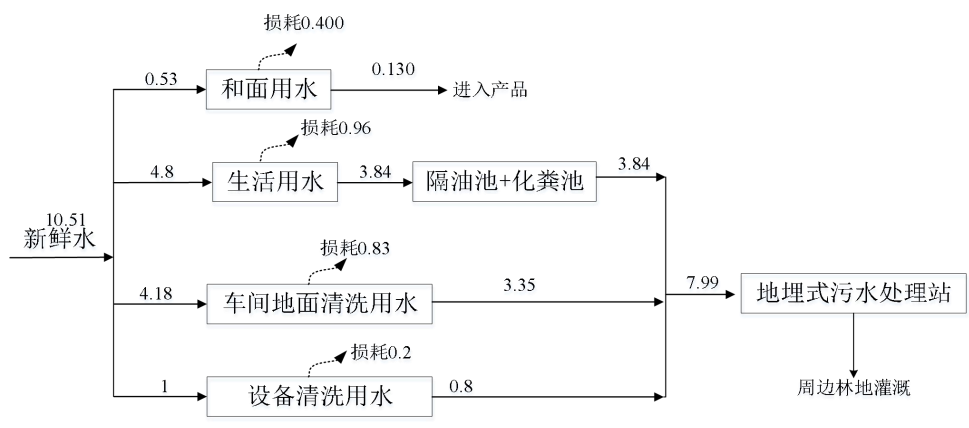 损耗0.400
0.53
和面用水
0.130
进入产品
损耗0.96
4.8
生活用水
3.84
隔油池+化粪池
3.84
10.51
新鲜水
损耗0.83
4.18
车间地面清洗用水
3.35
7.99
地埋式污水处理站
损耗0.2
1
设备清洗用水
0.8
周边林地灌溉